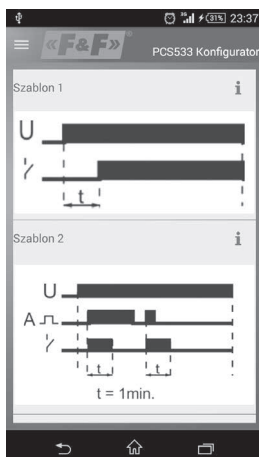 31% 23:37
«F&F» PCS533 Konfigurator
Szablon 1 i
U
t
Szablon 2 i
U
A
t t
t = 1min.